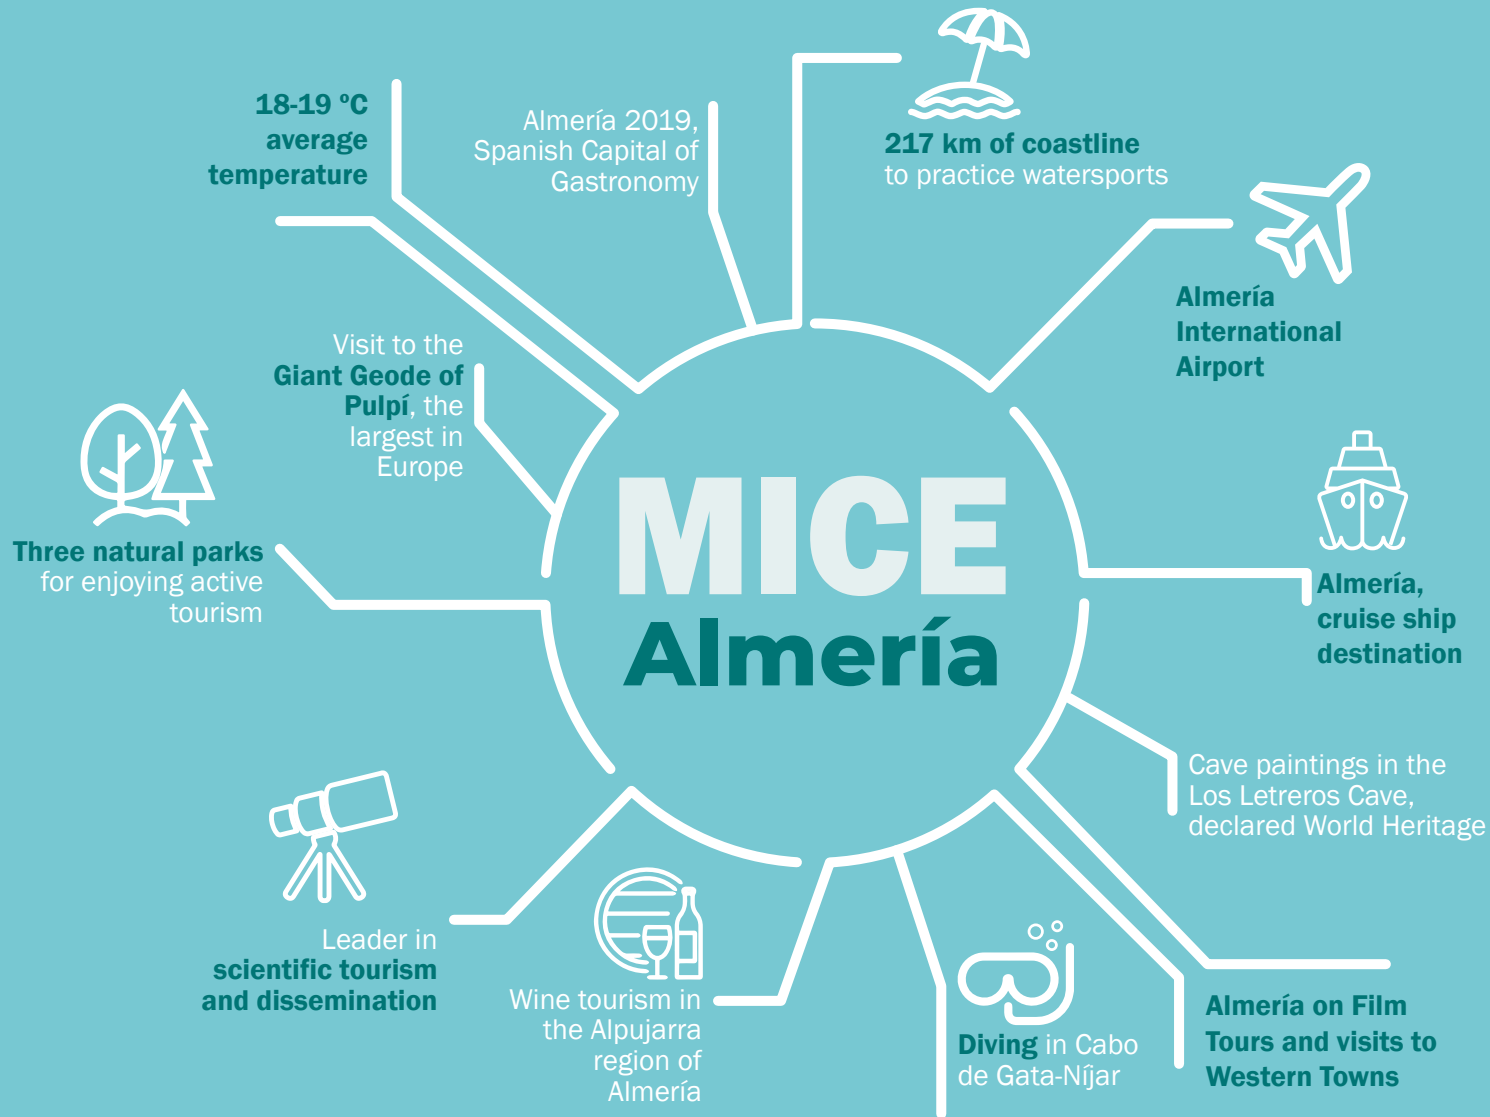 18-19 ºC
average
temperature
Almería 2019,
Spanish Capital of
Gastronomy
217 km of coastline
to practice watersports
Almería
International
Airport
Visit to the
Giant Geode of
Pulpí, the
largest in
Europe
Three natural parks
for enjoying active
tourism
MICE
Almería
Almería,
cruise ship
destination
Cave paintings in the
Los Letreros Cave,
declared World Heritage
Leader in
scientific tourism
and dissemination
Wine tourism in
the Alpujarra
region of
Almería
Diving in Cabo
de Gata-Níjar
Almería on Film
Tours and visits to
Western Towns